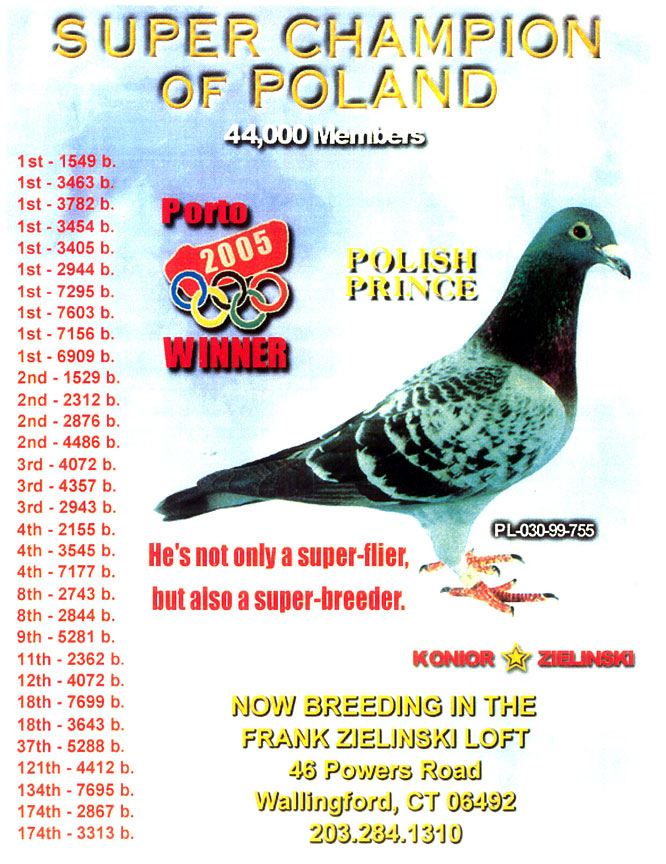 SUPER CHAMPION
OF POLAND
44,000 Members
1st - 1549 b.
1st - 3463 b.
1st - 3782 b.
1st - 3454 b.
1st - 3405 b.
1st - 2944 b.
1st - 7295 b.
1st - 7603 b.
1st - 7156 b.
1st - 6909 b.
2nd - 1529 b.
2nd - 2312 b.
2nd - 2876 b.
2nd - 4486 b.
3rd - 4072 b.
3rd - 4357 b.
3rd - 2943 b.
4th - 2155 b.
4th - 3545 b.
4th - 7177 b.
8th - 2743 b.
8th - 2844 b.
9th - 5281 b.
11th - 2362 b.
12th - 4072 b.
18th - 7699 b.
18th - 3643 b.
37th - 5288 b.
121th - 4412 b.
134th - 7695 b.
174th - 2867 b.
174th - 3313 b.
Porto
2005
WINNER
POLISH
PRINCE
PL-030-99-755
He's not only a super-flier,
but also a super-breeder.
KONIOR ZIELINSKI
NOW BREEDING IN THE
FRANK ZIELINSKI LOFT
46 Powers Road
Wallingford, CT 06492
203.284.1310